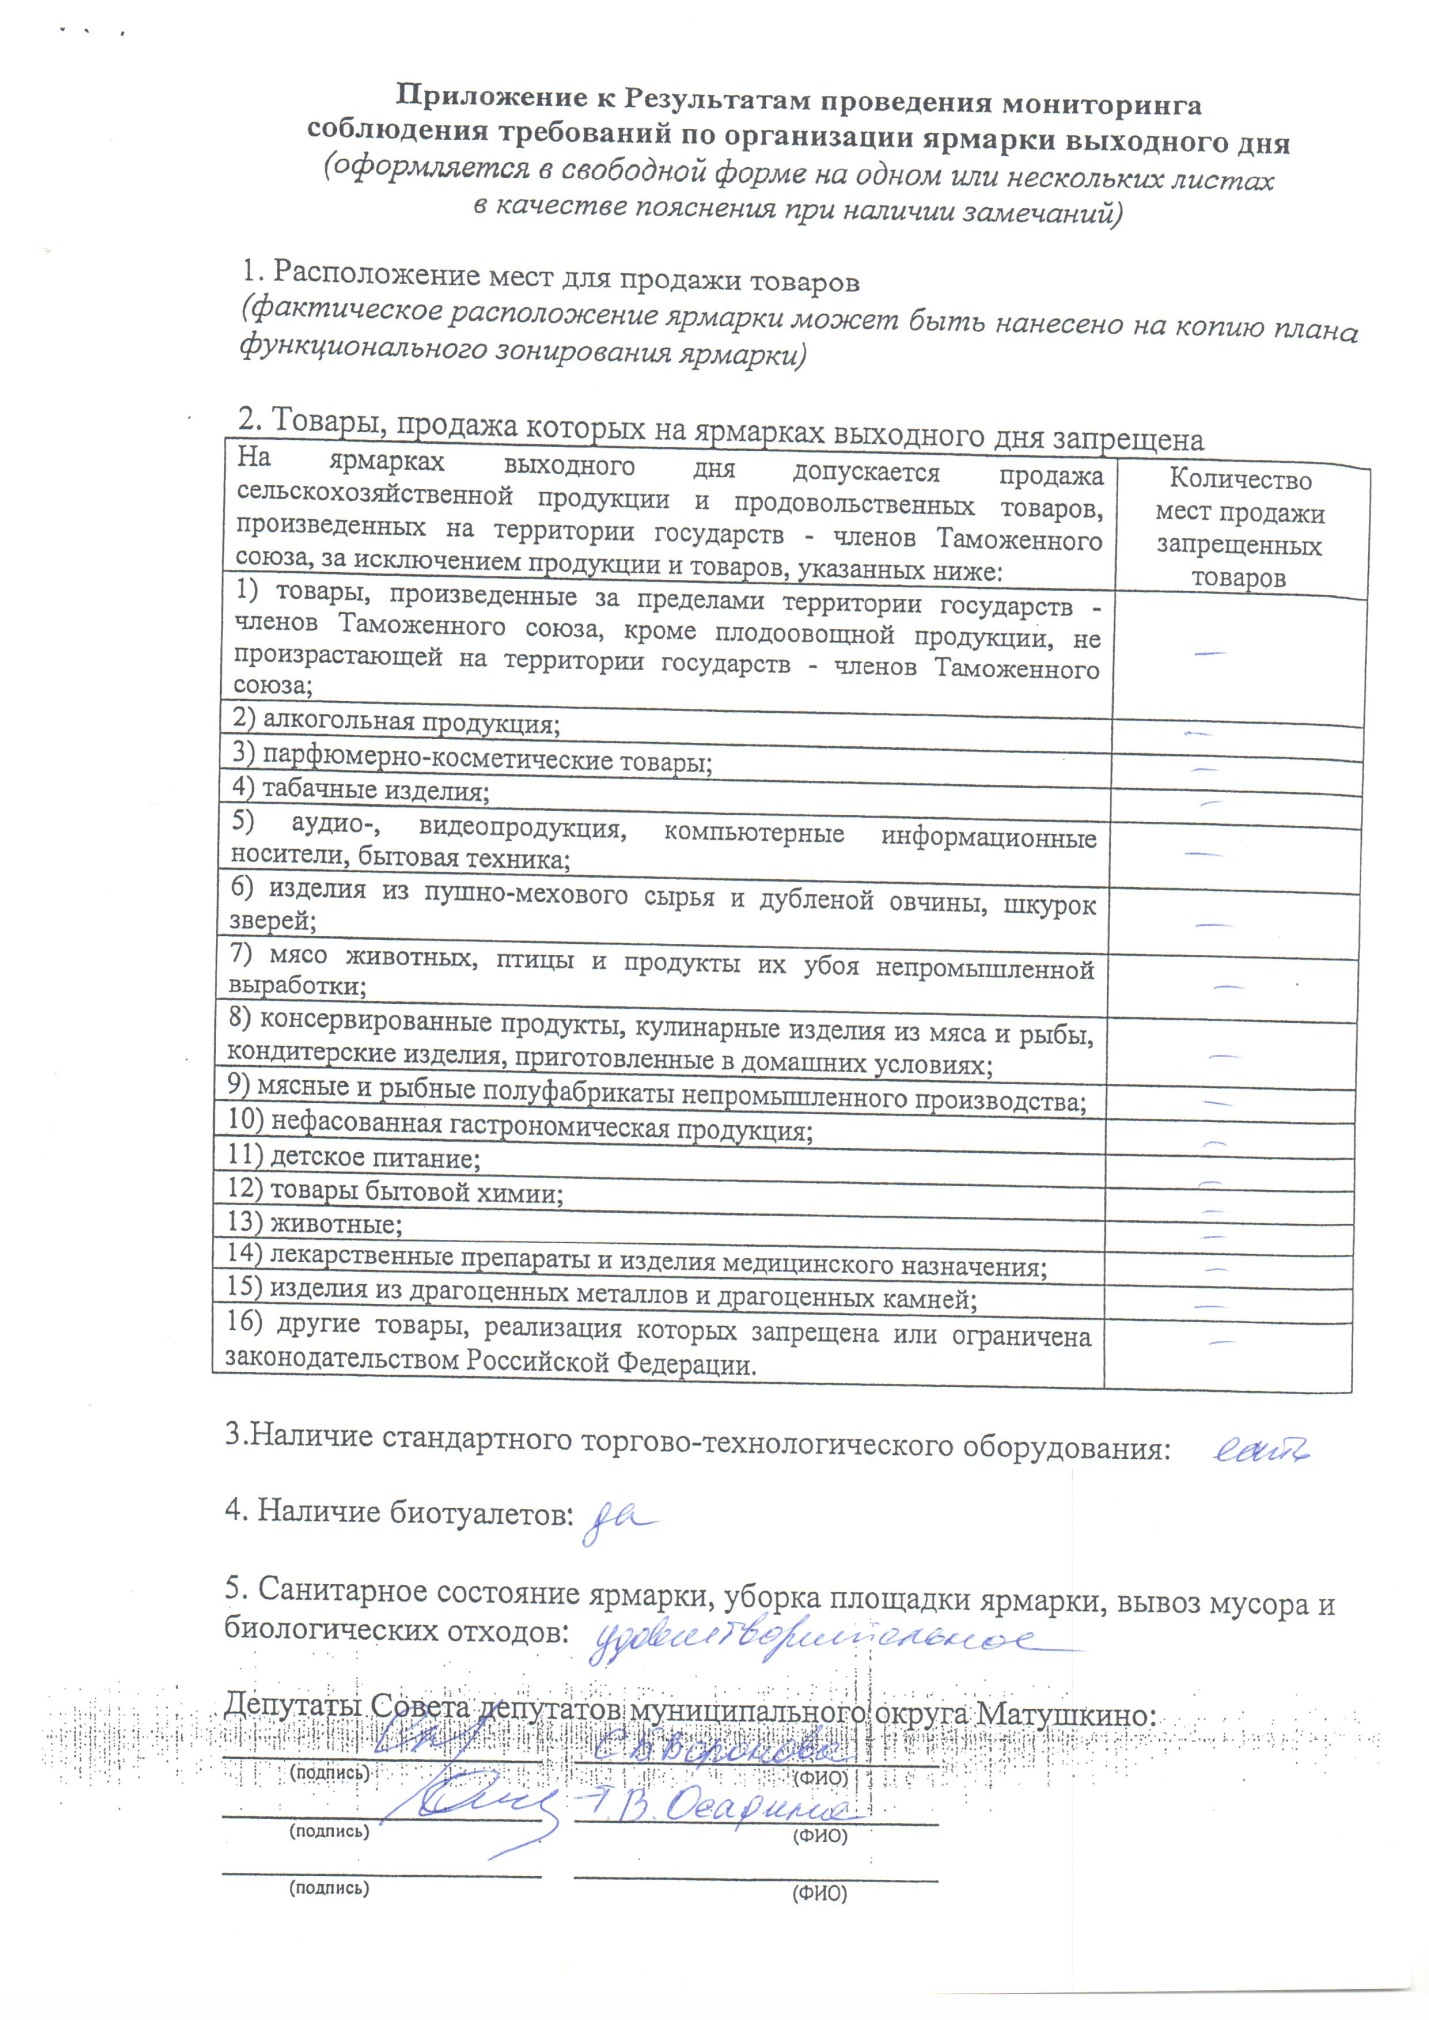 Приложение к Результатам проведения мониторинга
соблюдения требований по организации ярмарки выходного дня
(оформляется в свободной форме на одном или нескольких листах
в качестве пояснения при наличии замечаний)
1. Расположение мест для продажи товаров
(фактическое расположение ярмарки может быть нанесено на копию плана
функционального зонирования ярмарки)
2. Товары, продажа которых на ярмарках выходного дня запрещена
На ярмарках выходного дня допускается продажа
сельскохозяйственной продукции и продовольственных товаров,
произведенных на территории государств - членов Таможенного
союза, за исключением продукции и товаров, указанных ниже:
Количество
мест продажи
запрещенных
товаров
1) товары, произведенные за пределами территории государств -
членов Таможенного союза, кроме плодоовощной продукции, не
произрастающей на территории государств - членов Таможенного
союза;
—
2) алкогольная продукция;
—
3) парфюмерно-косметические товары;
—
4) табачные изделия;
—
5) аудио-, видеопродукция, компьютерные информационные
носители, бытовая техника;
—
6) изделия из пушно-мехового сырья и дубленой овчины, шкурок
зверей;
—
7) мясо животных, птицы и продукты их убоя непромышленной
выработки;
—
8) консервированные продукты, кулинарные изделия из мяса и рыбы,
кондитерские изделия, приготовленные в домашних условиях;
—
9) мясные и рыбные полуфабрикаты непромышленного производства;
—
10) нефасованная гастрономическая продукция;
—
11) детское питание;
—
12) товары бытовой химии;
—
13) животные;
—
14) лекарственные препараты и изделия медицинского назначения;
—
15) изделия из драгоценных металлов и драгоценных камней;
—
16) другие товары, реализация которых запрещена или ограничена
законодательством Российской Федерации.
—
3.Наличие стандартного торгово-технологического оборудования: есть
4. Наличие биотуалетов: да
5. Санитарное состояние ярмарки, уборка площадки ярмарки, вывоз мусора и
биологических отходов: удовлетворительное
Депутаты Совета депутатов муниципального округа Матушкино:
Воронова
(подпись) (ФИО)
Т.В. Осадчая
(подпись) (ФИО)
(подпись) (ФИО)